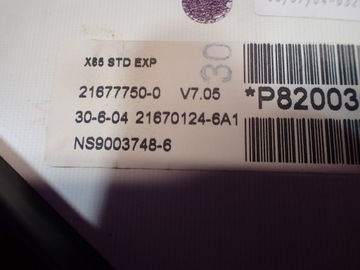 X65 STD EXP
30
21677750-0 V7.05
*P82003
30-6-04 21670124-6A1
NS9003748-6